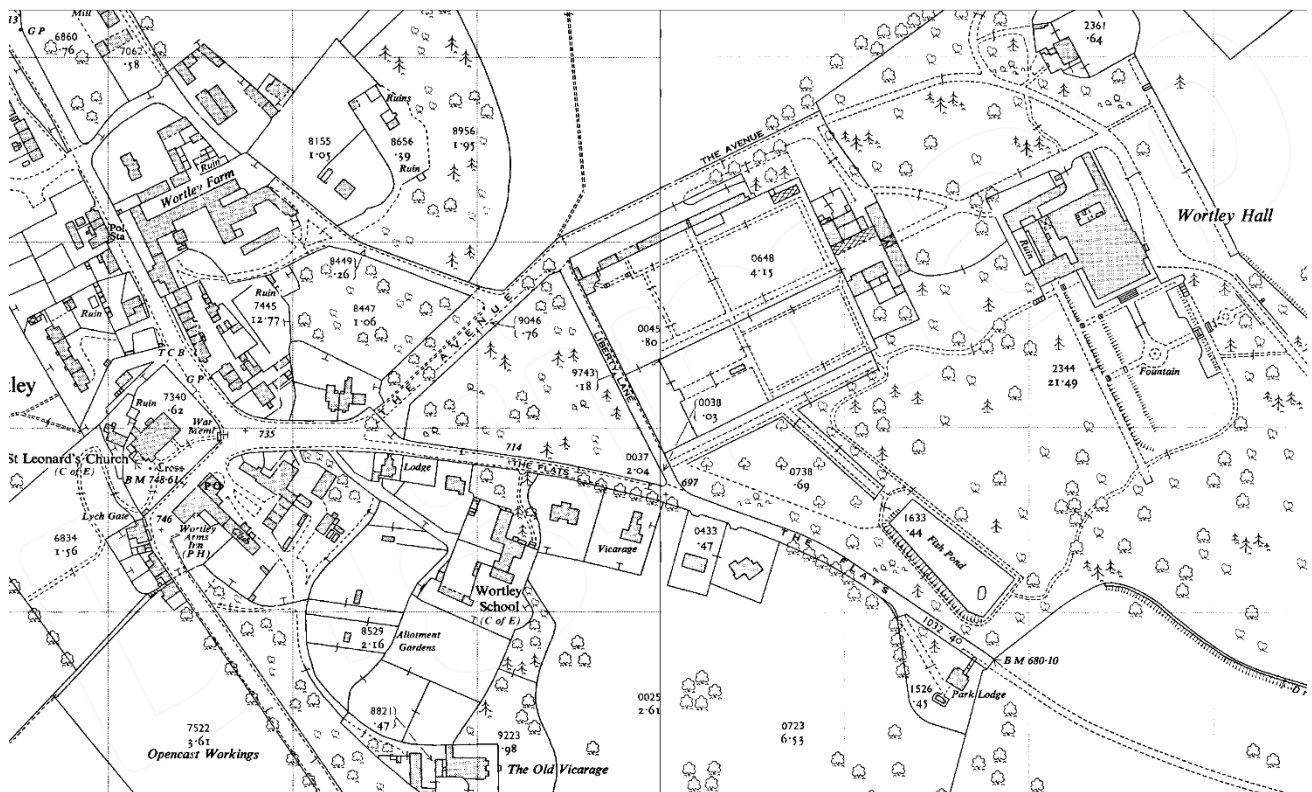 Mill
G P
6860
·76
7062
·58
2361
·64
Ruins
8155
1·05
8656
·39
8956
1·95
Ruin
Ruin
Wortley Farm
THE AVENUE
Pol
Sta
Wortley Hall
8449
·26
0648
4·15
Ruin
Ruin
7445
12·77
8447
1·06
THE AVENUE
9046
·76
Ruin
0045
·80
LIBERTY LANE
9743
·18
T C B
G P
2344
21·49
Fountain
tley
Ruin
7340
·62
War
Meml
735
0038
·03
714
0037
2·04
St Leonard's Church
(C of E)
Cross
B M 748·61
Lodge
THE FLATS
697
0738
·69
PO
Lych Gate
746
Wortley
Arms
Inn
(P H)
Club
6834
1·56
Vicarage
0433
·47
THE FLATS
1633
·44
Fish Pond
Wortley
School
(C of E)
8529
2·16
Allotment
Gardens
1032 ·40
B M 680·10
Park Lodge
1526
·45
0025
2·61
0723
6·53
7522
3·61
Opencast Workings
8821
·47
9223
·98
The Old Vicarage